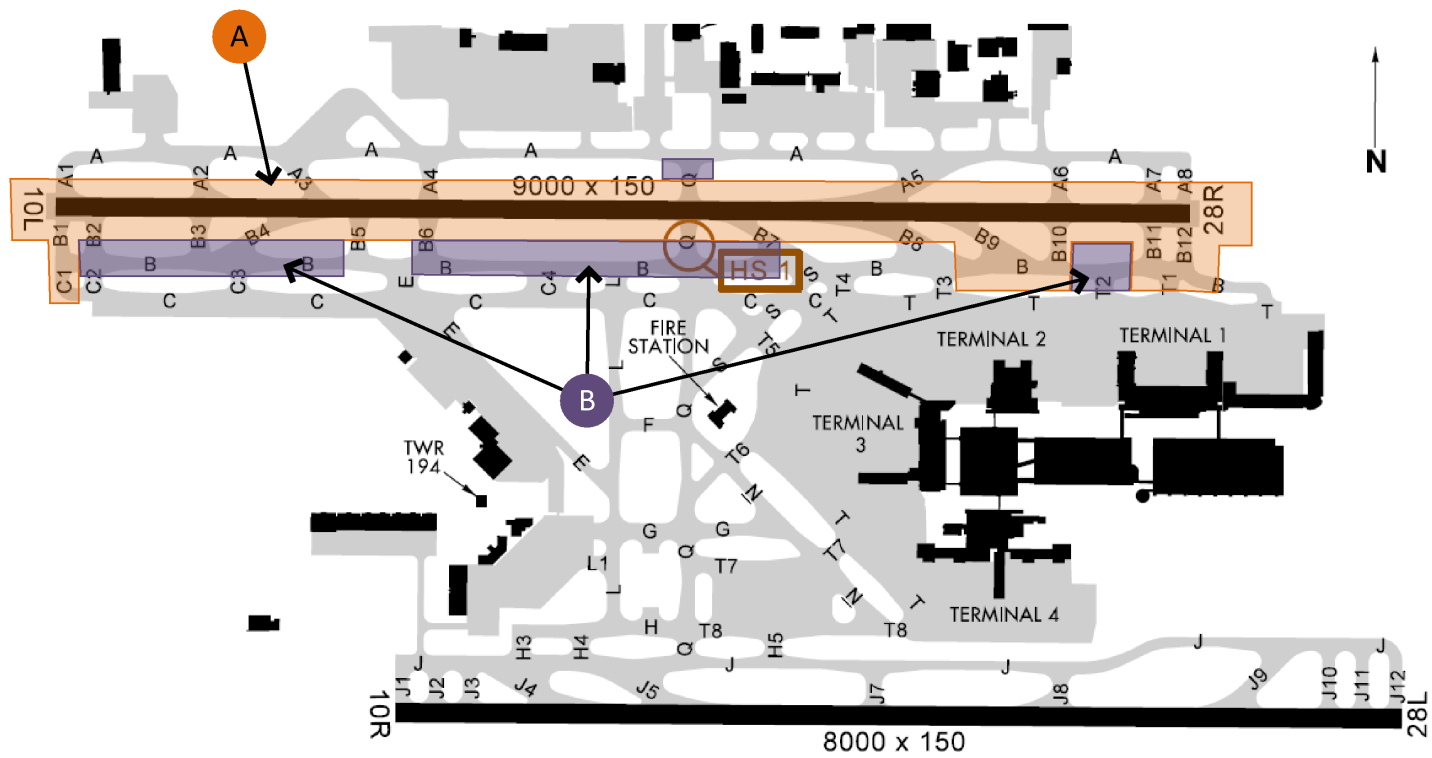 A
A
A
A
A
A
A
A1
A2
A3
A4
9000 x 150
Q
A5
A6
A7
A8
N
10L
28R
B1
B2
B3
B4
B5
B6
Q
B7
B8
B9
B10
B11
B12
C1
C2
B
C3
B
E
B
C4
L
B
HS 1
S
T4
B
T3
B
T2
T1
B
C
C
C
C
C
S
C
T
T
T
T
E
FIRE
STATION
T5
TERMINAL 2
TERMINAL 1
L
S
T
B
Q
F
TERMINAL
3
TWR
194
E
T6
N
T
G
G
Q
T7
T7
L1
L
N
T
TERMINAL 4
H
T8
T8
H3
H4
Q
H5
J
J
J
J
J
J1
J2
J3
J4
J5
J7
J8
J9
J10
J11
J12
10R
28L
8000 x 150